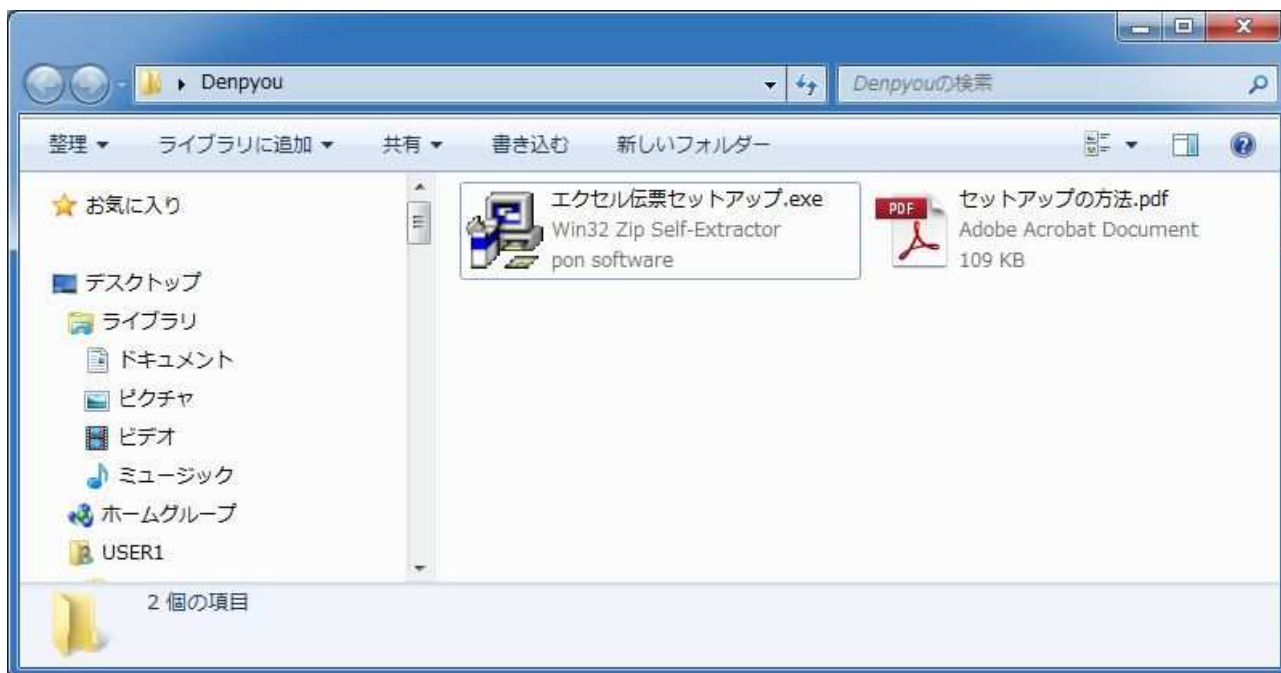 Denpyou
Denpyouの検索
整理
ライブラリに追加
共有
書き込む
新しいフォルダー
お気に入り
デスクトップ
ライブラリ
ドキュメント
ピクチャ
ビデオ
ミュージック
ホームグループ
USER1
エクセル伝票セットアップ.exe
Win32 Zip Self-Extractor
pon software
PDF
セットアップの方法.pdf
Adobe Acrobat Document
109 KB
2 個の項目